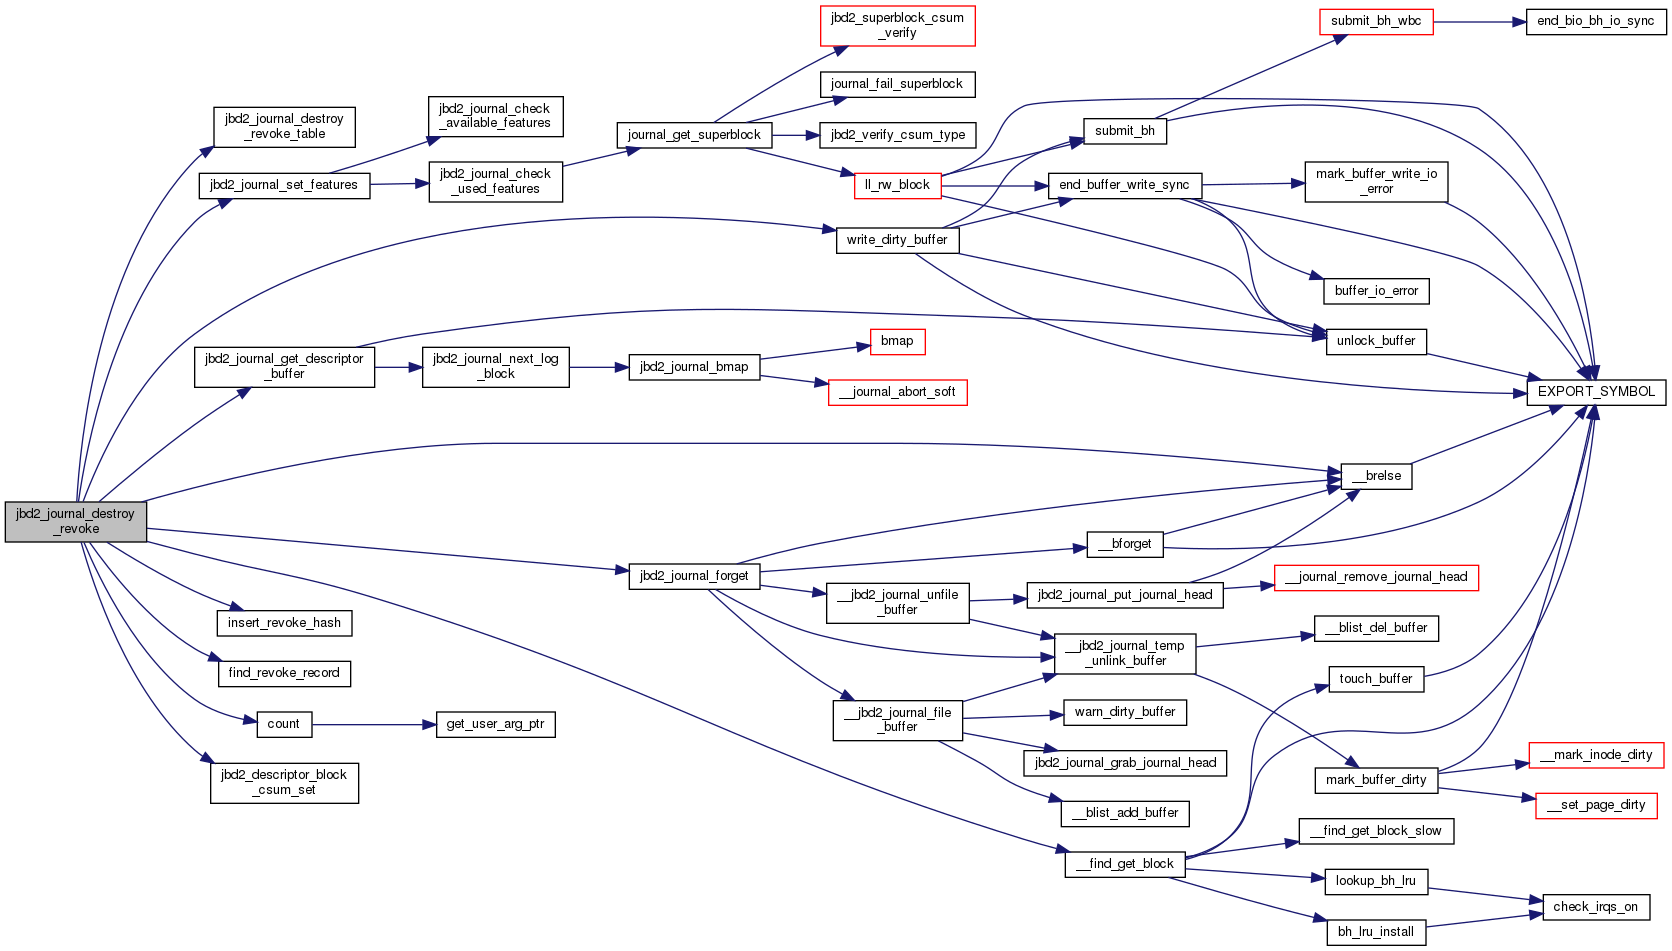 jbd2_superblock_csum
_verify
submit_bh_wbc
end_bio_bh_io_sync
journal_fail_superblock
jbd2_journal_destroy
_revoke_table
jbd2_journal_check
_available_features
journal_get_superblock
jbd2_verify_csum_type
submit_bh
jbd2_journal_set_features
jbd2_journal_check
_used_features
ll_rw_block
end_buffer_write_sync
mark_buffer_write_io
_error
write_dirty_buffer
buffer_io_error
jbd2_journal_get_descriptor
_buffer
jbd2_journal_next_log
_block
jbd2_journal_bmap
bmap
unlock_buffer
__journal_abort_soft
EXPORT_SYMBOL
__brelse
jbd2_journal_destroy
_revoke
__bforget
jbd2_journal_forget
__jbd2_journal_unfile
_buffer
jbd2_journal_put_journal_head
__journal_remove_journal_head
insert_revoke_hash
__jbd2_journal_temp
_unlink_buffer
__blist_del_buffer
find_revoke_record
touch_buffer
count
get_user_arg_ptr
__jbd2_journal_file
_buffer
warn_dirty_buffer
jbd2_journal_grab_journal_head
__mark_inode_dirty
jbd2_descriptor_block
_csum_set
mark_buffer_dirty
__set_page_dirty
__blist_add_buffer
__find_get_block_slow
__find_get_block
lookup_bh_lru
check_irqs_on
bh_lru_install